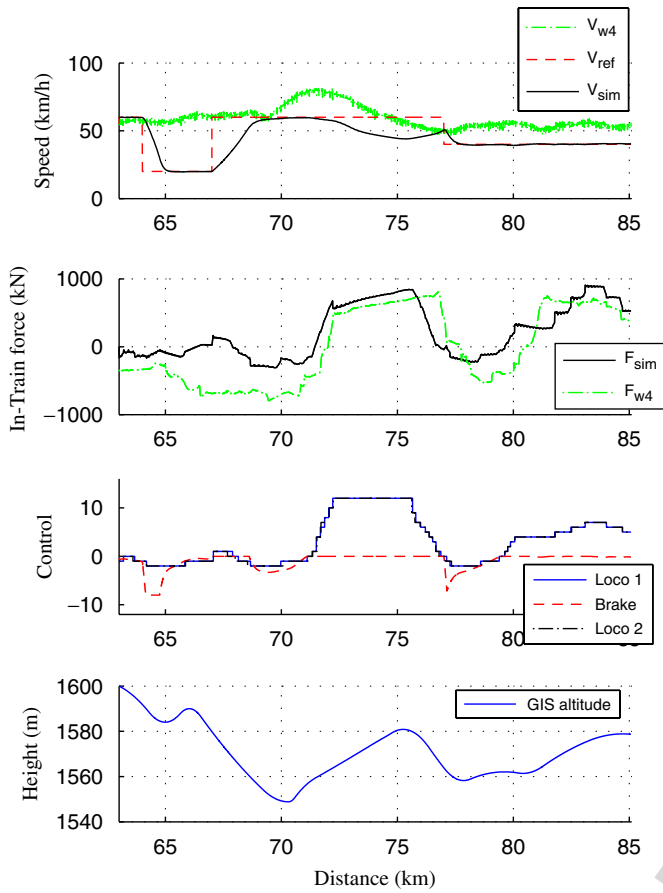 100
50
0
Speed (km/h)
V_w4
V_ref
V_sim
65
70
75
80
85
1000
0
−1000
In-Train force (kN)
F_sim
F_w4
65
70
75
80
85
10
0
−10
Control
Loco 1
Brake
Loco 2
65
70
75
80
85
1600
1580
1560
1540
Height (m)
GIS altitude
65
70
75
80
85
Distance (km)